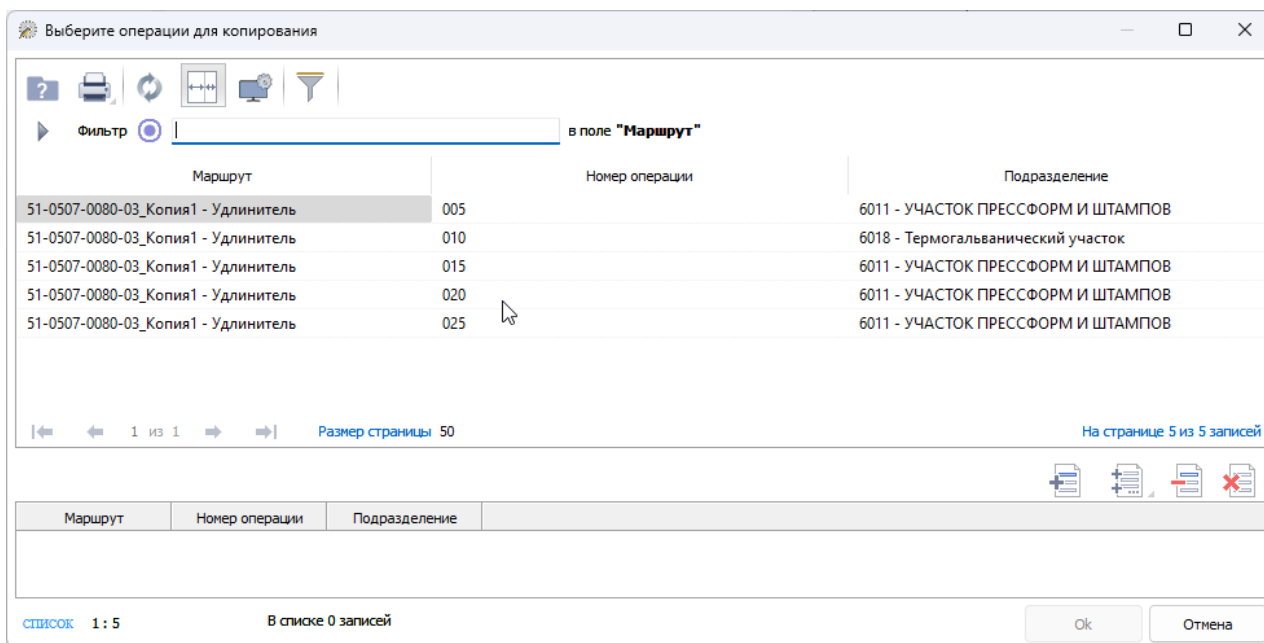 Выберите операции для копирования
Фильтр в поле "Маршрут"
Маршрут Номер операции Подразделение
51-0507-0080-03_Копия1 - Удлинитель 005 6011 - УЧАСТОК ПРЕССФОРМ И ШТАМПОВ
51-0507-0080-03_Копия1 - Удлинитель 010 6018 - Термогальванический участок
51-0507-0080-03_Копия1 - Удлинитель 015 6011 - УЧАСТОК ПРЕССФОРМ И ШТАМПОВ
51-0507-0080-03_Копия1 - Удлинитель 020 6011 - УЧАСТОК ПРЕССФОРМ И ШТАМПОВ
51-0507-0080-03_Копия1 - Удлинитель 025 6011 - УЧАСТОК ПРЕССФОРМ И ШТАМПОВ
1 из 1 Размер страницы 50 На странице 5 из 5 записей
Маршрут Номер операции Подразделение
СПИСОК 1 : 5 В списке 0 записей Ok Отмена